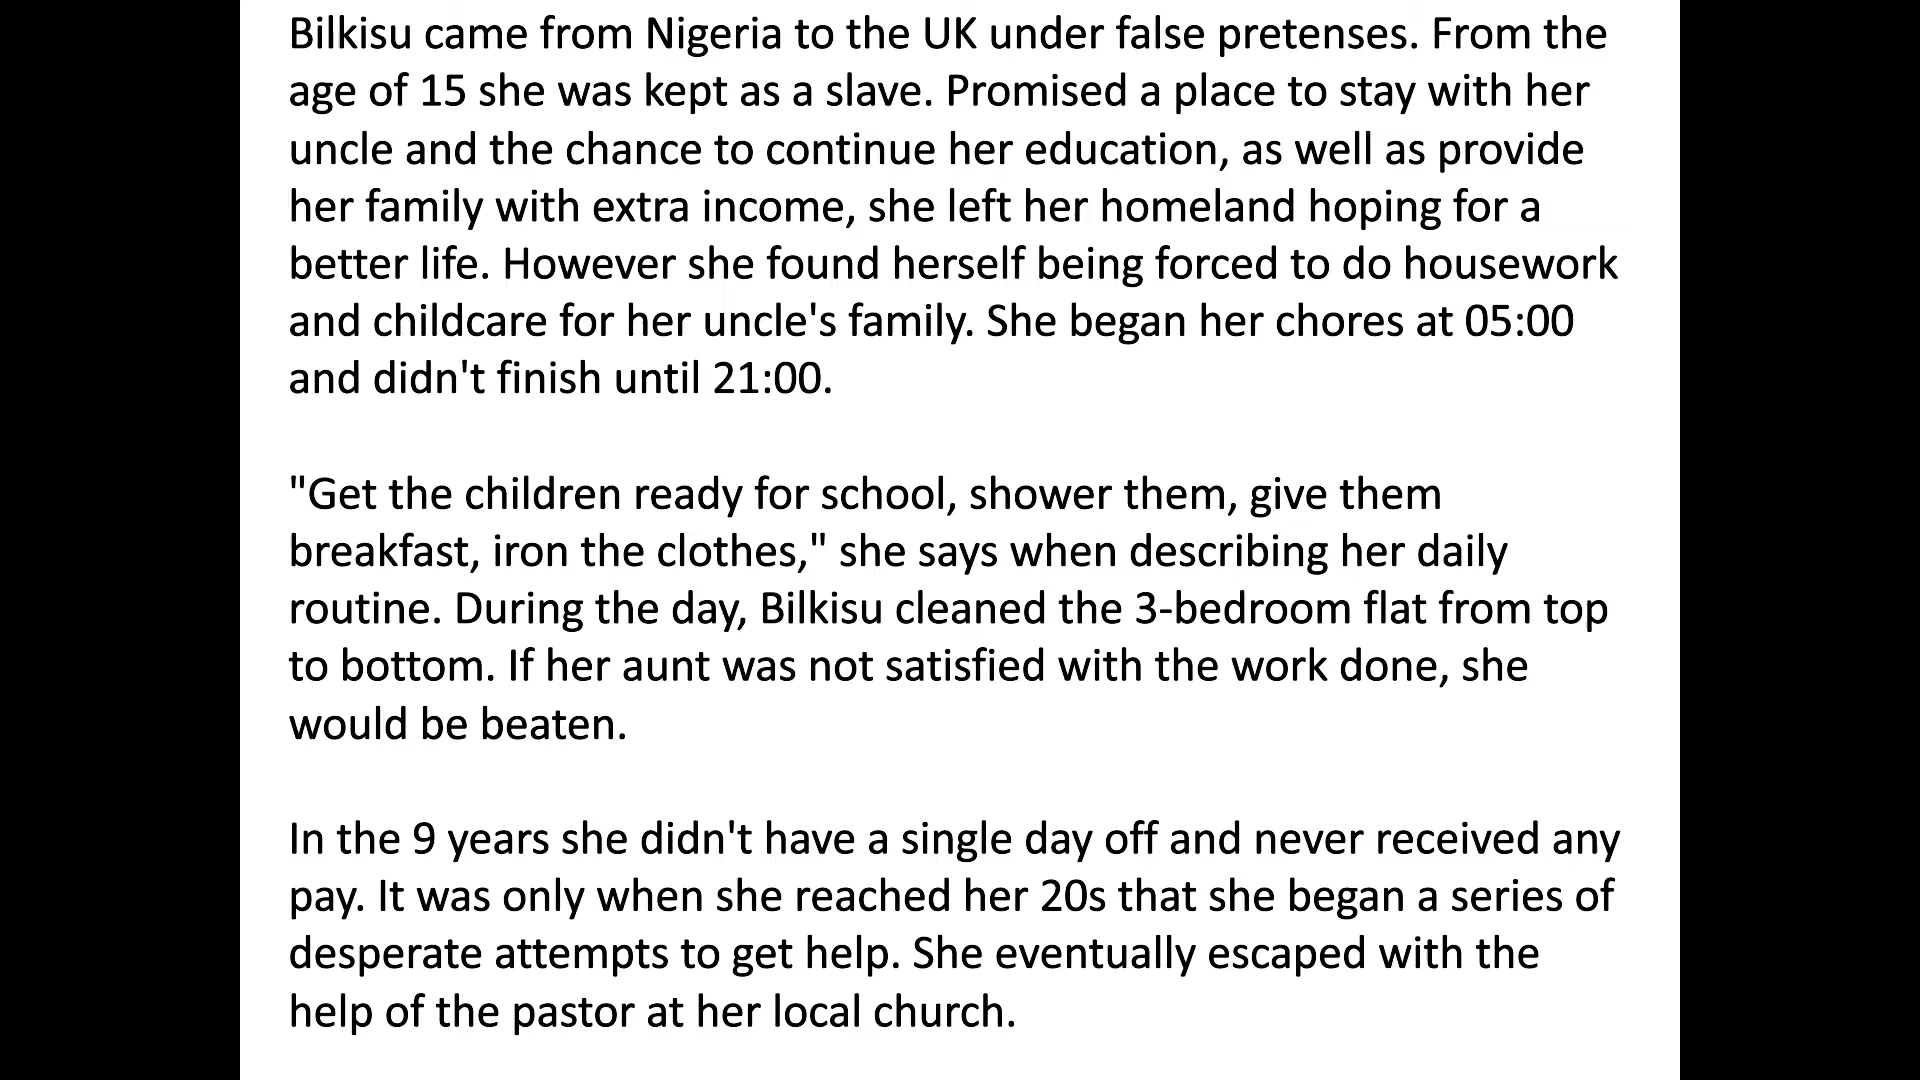 Bilkisu came from Nigeria to the UK under false pretenses. From the
age of 15 she was kept as a slave. Promised a place to stay with her
uncle and the chance to continue her education, as well as provide
her family with extra income, she left her homeland hoping for a
better life. However she found herself being forced to do housework
and childcare for her uncle's family. She began her chores at 05:00
and didn't finish until 21:00.
"Get the children ready for school, shower them, give them
breakfast, iron the clothes," she says when describing her daily
routine. During the day, Bilkisu cleaned the 3-bedroom flat from top
to bottom. If her aunt was not satisfied with the work done, she
would be beaten.
In the 9 years she didn't have a single day off and never received any
pay. It was only when she reached her 20s that she began a series of
desperate attempts to get help. She eventually escaped with the
help of the pastor at her local church.